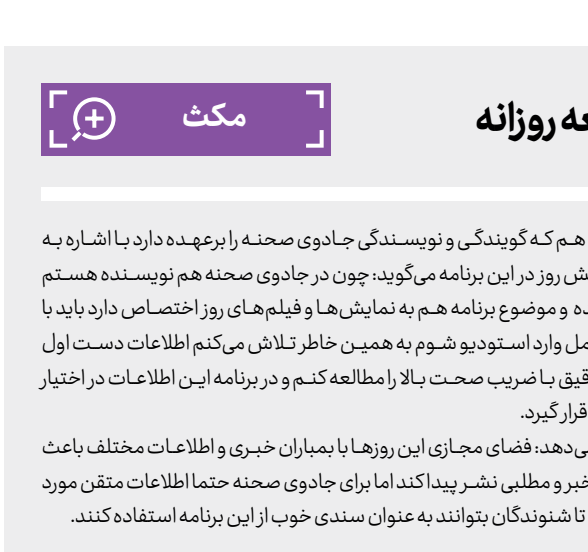 روزانه
مکث
هم که گویندگی و نویسندگی جادوی صحنه را برعهده دارد با اشاره به
روز در این برنامه می‌گوید: چون در جادوی صحنه هم نویسنده هستم
و موضوع برنامه هم به نمایش‌ها و فیلم‌های روز اختصاص دارد باید با
وارد استودیو شوم به همین خاطر تلاش می‌کنم اطلاعات دست اول
با ضریب صحت بالا را مطالعه کنم و در برنامه این اطلاعات در اختیار
قرار گیرد.
می‌دهد: فضای مجازی این روزها با بمباران خبری و اطلاعات مختلف باعث
خبر و مطلبی نشر پیدا کند اما برای جادوی صحنه حتما اطلاعات متقن مورد
تا شنوندگان بتوانند به عنوان سندی خوب از این برنامه استفاده کنند.